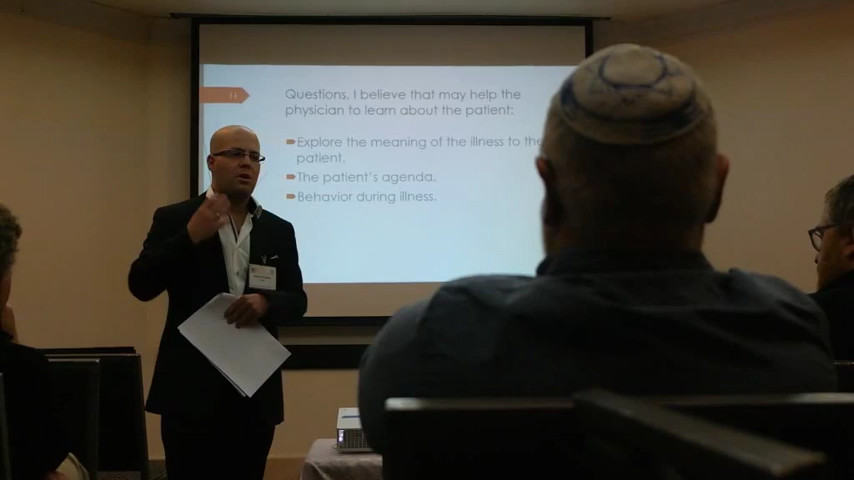 11
Questions, I believe that may help the
physician to learn about the patient:
Explore the meaning of the illness to the
patient.
The patient's agenda.
Behavior during illness.